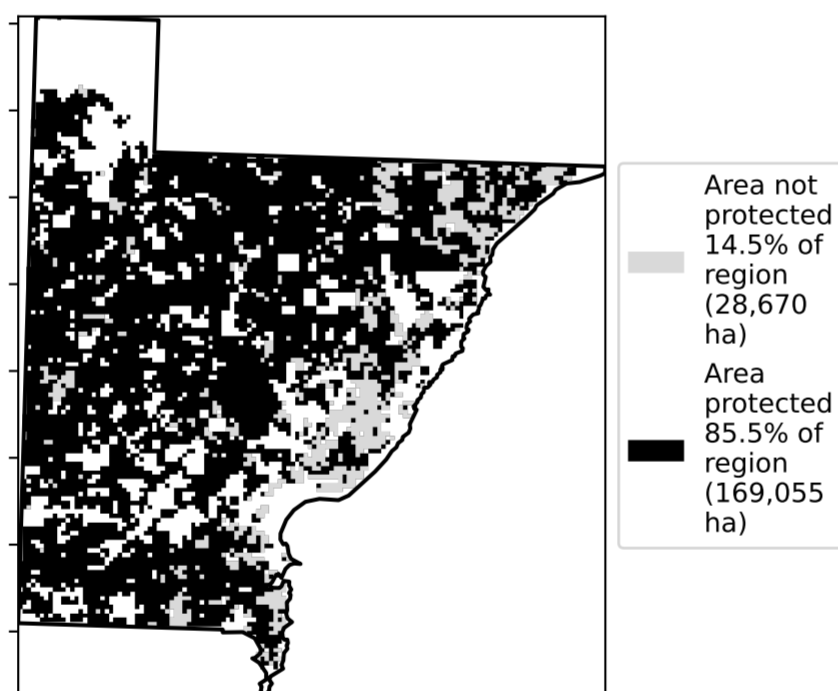 Area not
protected
14.5% of
region
(28,670
ha)
Area
protected
85.5% of
region
(169,055
ha)